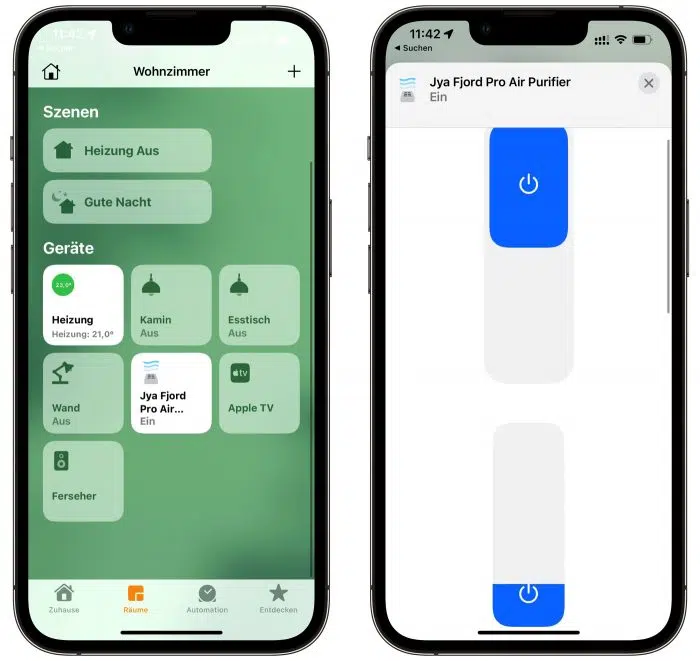 11:42
Suchen
Wohnzimmer
Szenen
Heizung Aus
Gute Nacht
Geräte
23,0°
Heizung
Heizung: 21,0°
Kamin
Aus
Esstisch
Aus
Wand
Aus
Jya Fjord
Pro Air...
Ein
tv
Apple TV
Ferseher
Zuhause
Räume
Automation
Entdecken
11:42
Suchen
Jya Fjord Pro Air Purifier
Ein